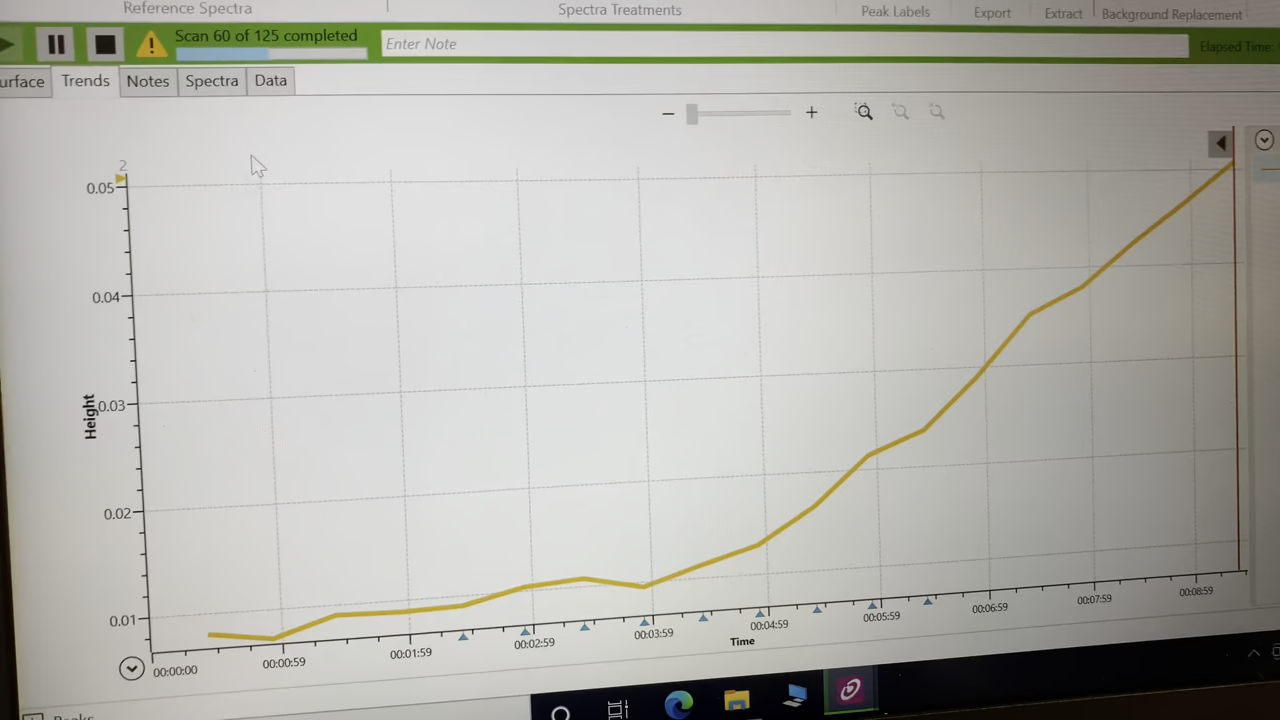 Reference Spectra
Spectra Treatments
Peak Labels
Export
Extract
Background Replacement
Scan 60 of 125 completed
Enter Note
Elapsed Time:
urface
Trends
Notes
Spectra
Data
2
0.05
0.04
0.03
0.02
0.01
Height
00:00:00
00:00:59
00:01:59
00:02:59
00:03:59
00:04:59
00:05:59
00:06:59
00:07:59
00:08:59
Time